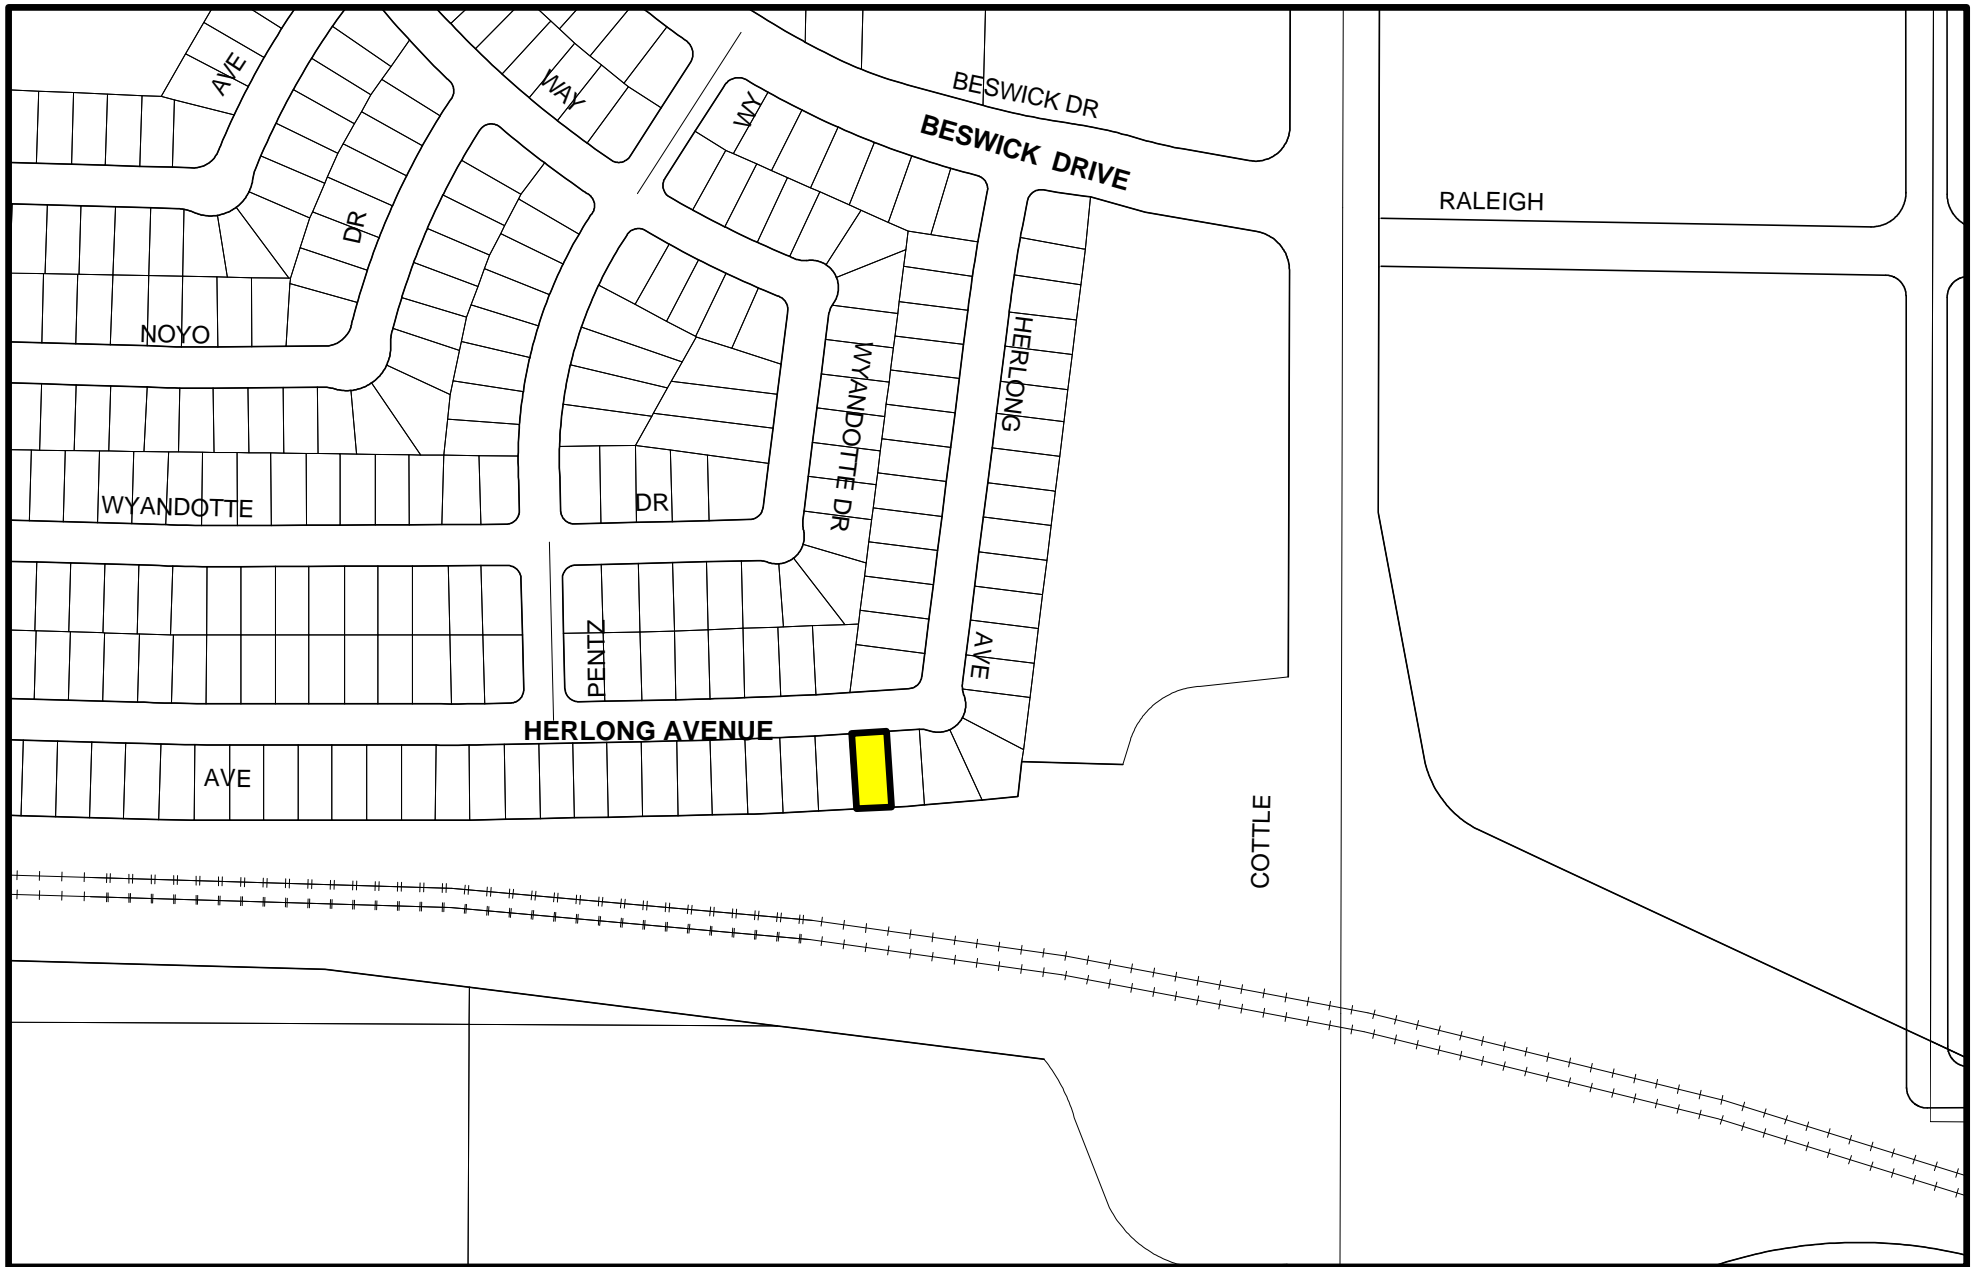 AVE
WAY
WY
BESWICK DR
BESWICK DRIVE
RALEIGH
DR
NOYO
HERLONG
WYANDOTTE DR
WYANDOTTE
DR
PENTZ
AVE
HERLONG AVENUE
AVE
COTTLE